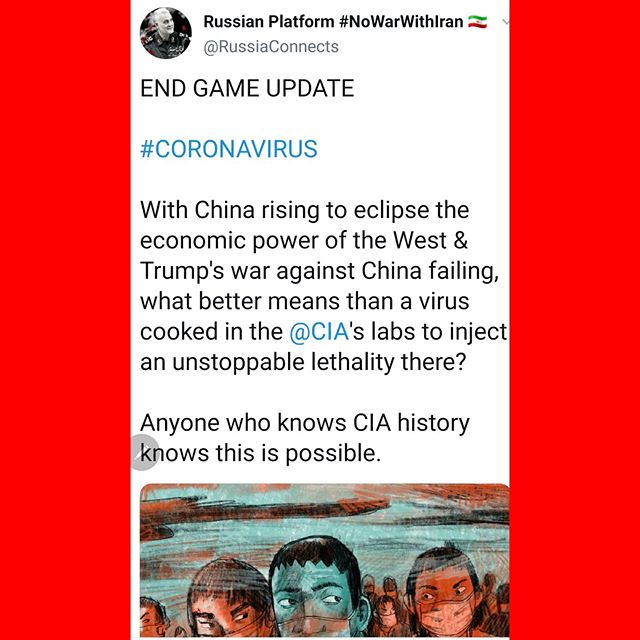 Russian Platform #NoWarWithIran 🇮🇷
@RussiaConnects
END GAME UPDATE
#CORONAVIRUS
With China rising to eclipse the
economic power of the West &
Trump's war against China failing,
what better means than a virus
cooked in the @CIA's labs to inject
an unstoppable lethality there?
Anyone who knows CIA history
knows this is possible.